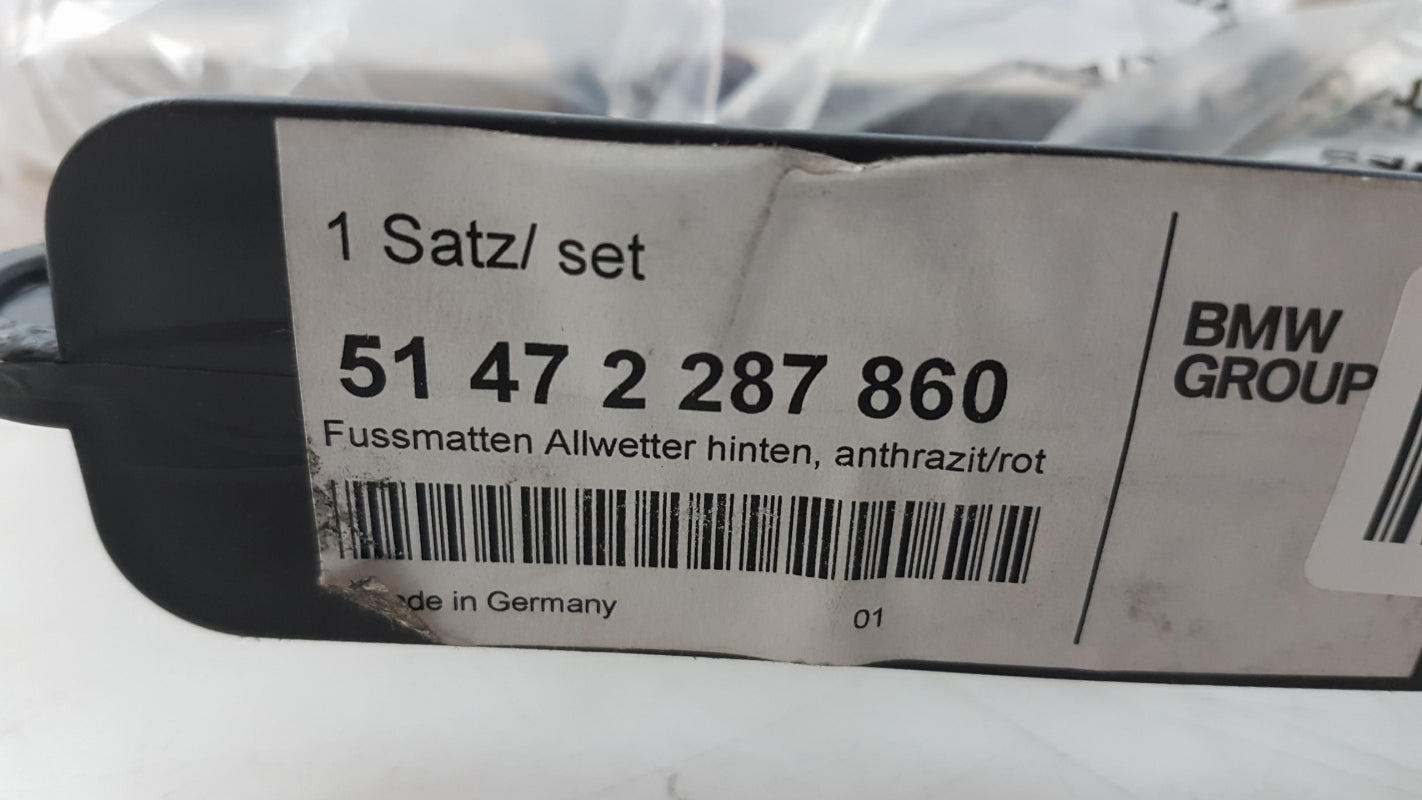 1 Satz/ set
51 47 2 287 860
Fussmatten Allwetter hinten, anthrazit/rot
de in Germany
01
BMW
GROUP